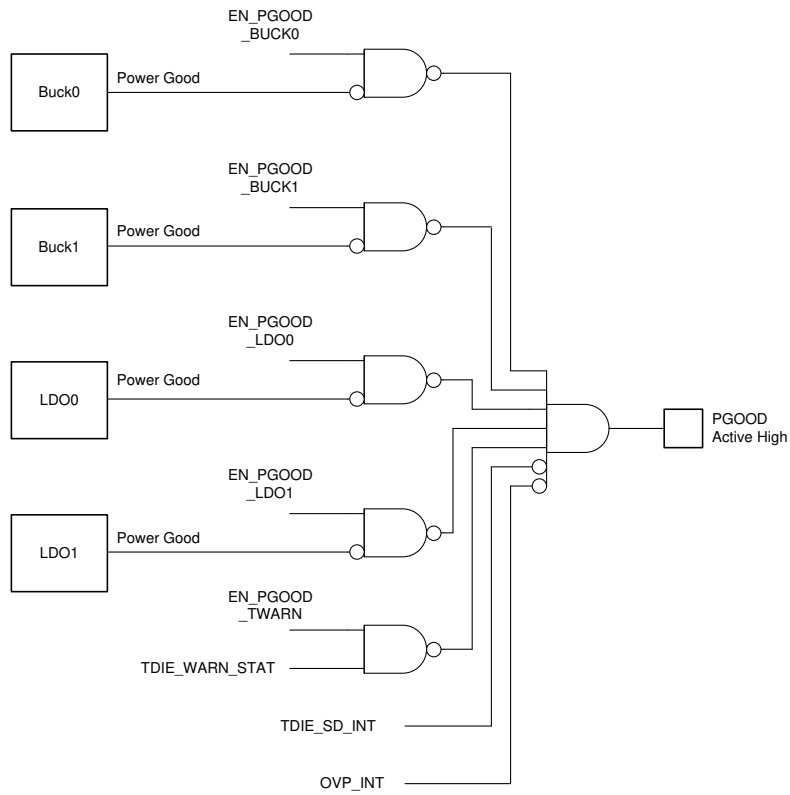 EN_PGOOD
_BUCK0
Buck0
Power Good
EN_PGOOD
_BUCK1
Buck1
Power Good
EN_PGOOD
_LDO0
LDO0
Power Good
PGOOD
Active High
EN_PGOOD
_LDO1
LDO1
Power Good
EN_PGOOD
_TWARN
TDIE_WARN_STAT
TDIE_SD_INT
OVP_INT